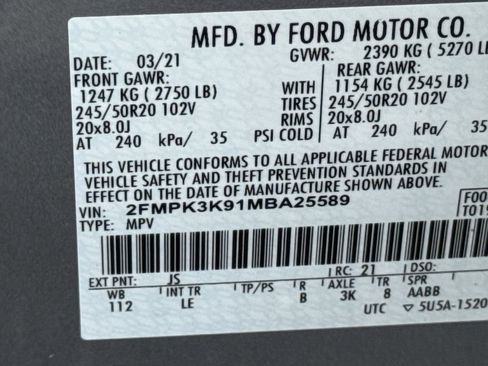 MFD. BY FORD MOTOR CO.
DATE: 03/21 GVWR: 2390 KG ( 5270 LB
FRONT GAWR: REAR GAWR:
1247 KG ( 2750 LB) WITH 1154 KG ( 2545 LB)
245/50R20 102V TIRES 245/50R20 102V
20x8.0J RIMS 20x8.0J
AT 240 kPa/ 35 PSI COLD AT 240 kPa/ 35
THIS VEHICLE CONFORMS TO ALL APPLICABLE FEDERAL MOTOR
VEHICLE SAFETY AND THEFT PREVENTION STANDARDS IN
EFFECT ON THE DATE OF MANUFACTURE SHOWN ABOVE.
VIN: 2FMPK3K91MBA25589 F00
TYPE: MPV T019
EXT PNT: JS RC: 21 DSO:
WB INT TR TP/PS R AXLE TR SPR
112 LE B 3K 8 AABB
UTC ▽ 5U5A-1520